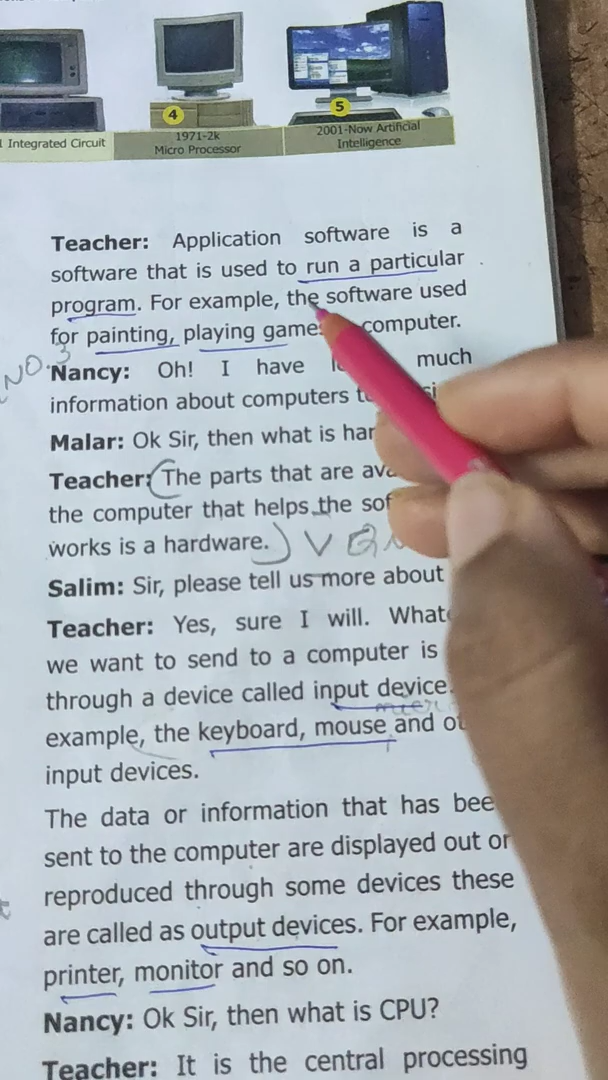 Integrated Circuit
4
1971-2k
Micro Processor
5
2001-Now Artificial
Intelligence
Teacher: Application software is a
software that is used to run a particular
program. For example, the software used
for painting, playing games computer.
NO. 3
Nancy: Oh! I have much
information about computers
Malar: Ok Sir, then what is
Teacher: (The parts that are
the computer that helps the
works is a hardware.)
Salim: Sir, please tell us more about
Teacher: Yes, sure I will.
we want to send to a computer is
through a device called input device.
example, the keyboard, mouse and
input devices.
The data or information that has
sent to the computer are displayed out or
reproduced through some devices these
are called as output devices. For example,
printer, monitor and so on.
Nancy: Ok Sir, then what is CPU?
Teacher: It is the central processing